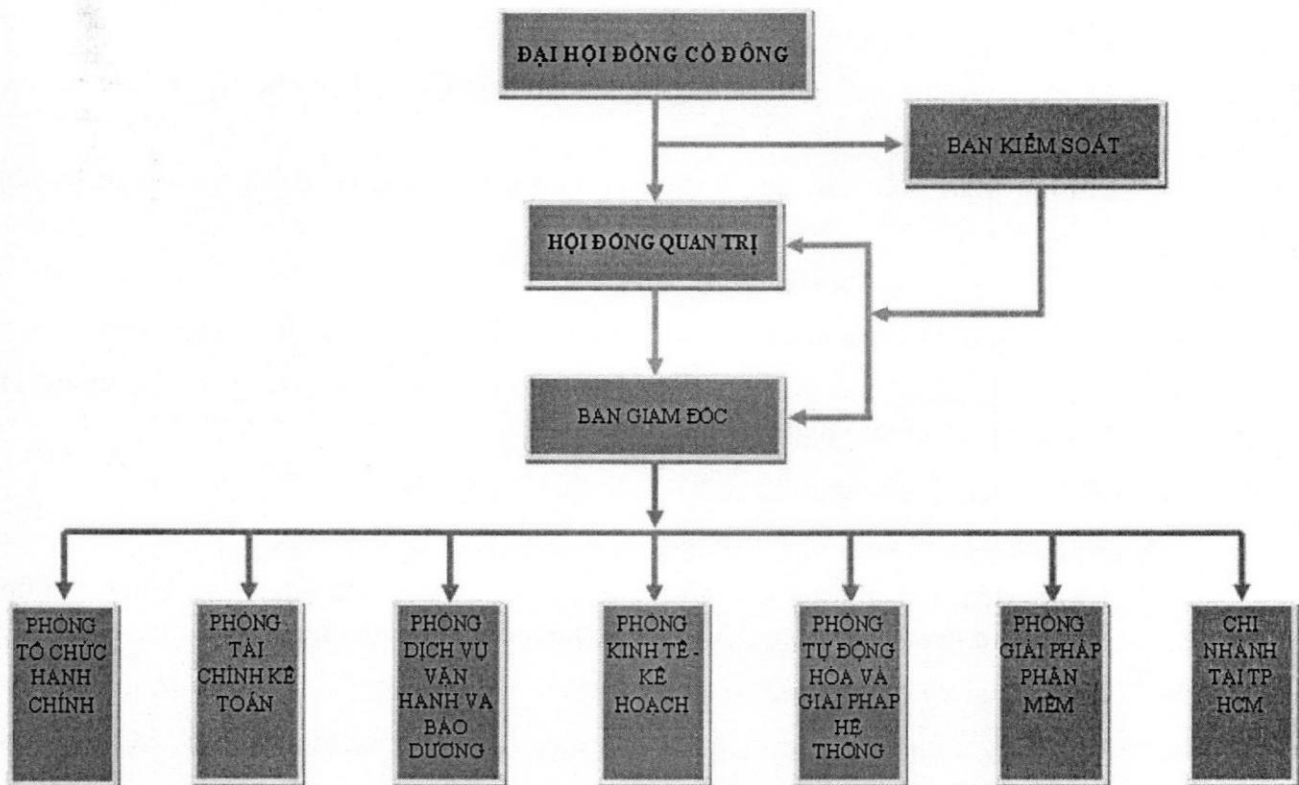 ĐẠI HỘI ĐỒNG CỔ ĐÔNG
BAN KIỂM SOÁT
HỘI ĐỒNG QUẢN TRỊ
BAN GIÁM ĐỐC
PHÒNG
TỔ CHỨC
HÀNH
CHÍNH
PHÒNG
TÀI
CHÍNH KẾ
TOÁN
PHÒNG
DỊCH VỤ
VẬN
HÀNH VÀ
BẢO
DƯỠNG
PHÒNG
KINH TẾ -
KẾ
HOẠCH
PHÒNG
TỰ ĐỘNG
HÓA VÀ
GIẢI PHÁP
HỆ
THỐNG
PHÒNG
GIẢI PHÁP
PHẦN
MỀM
CHI
NHÁNH
TẠI TP
HCM